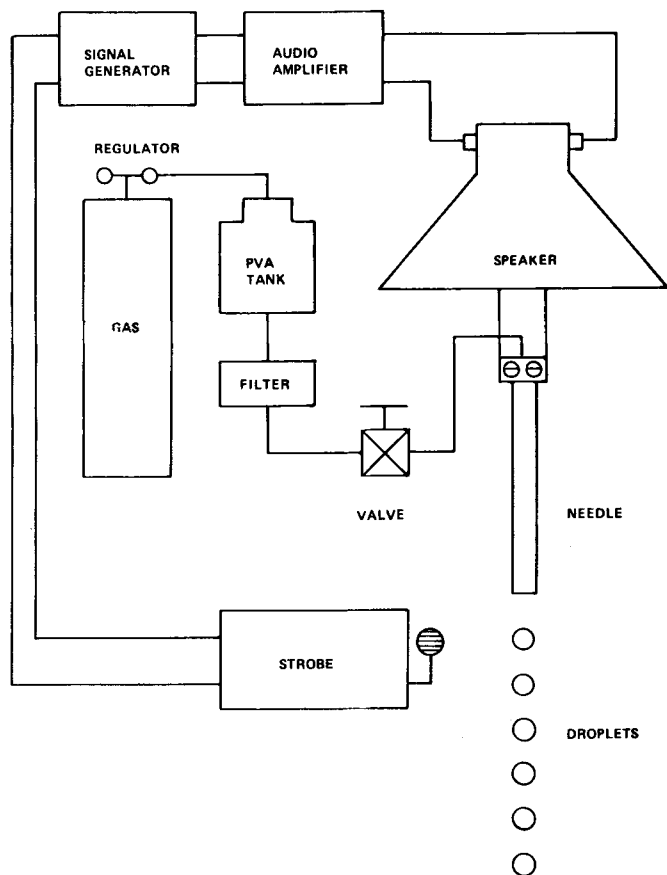 SIGNAL
GENERATOR
AUDIO
AMPLIFIER
REGULATOR
SPEAKER
PVA
TANK
GAS
FILTER
VALVE
NEEDLE
STROBE
DROPLETS